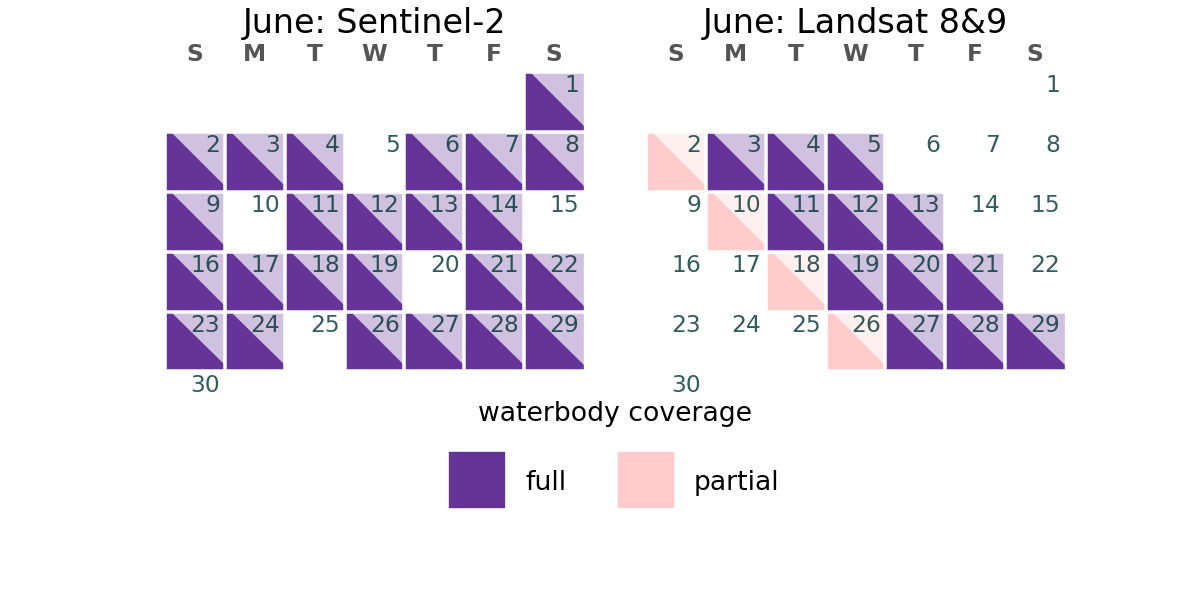 June: Sentinel-2
S M T W T F S
1
2 3 4 5 6 7 8
9 10 11 12 13 14 15
16 17 18 19 20 21 22
23 24 25 26 27 28 29
30
June: Landsat 8&9
S M T W T F S
1
2 3 4 5 6 7 8
9 10 11 12 13 14 15
16 17 18 19 20 21 22
23 24 25 26 27 28 29
30
waterbody coverage
full partial